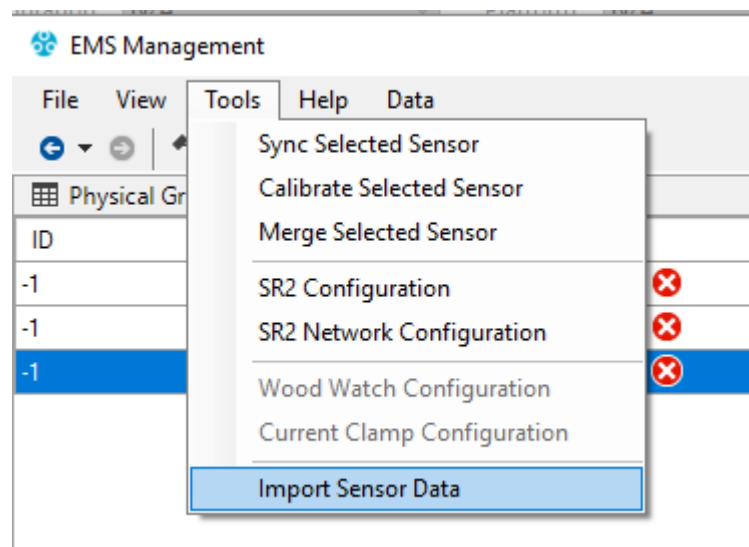 EMS Management
File View Tools Help Data
Sync Selected Sensor
Calibrate Selected Sensor
Physical Gr
Merge Selected Sensor
ID
-1
SR2 Configuration
-1
SR2 Network Configuration
-1
Wood Watch Configuration
Current Clamp Configuration
Import Sensor Data